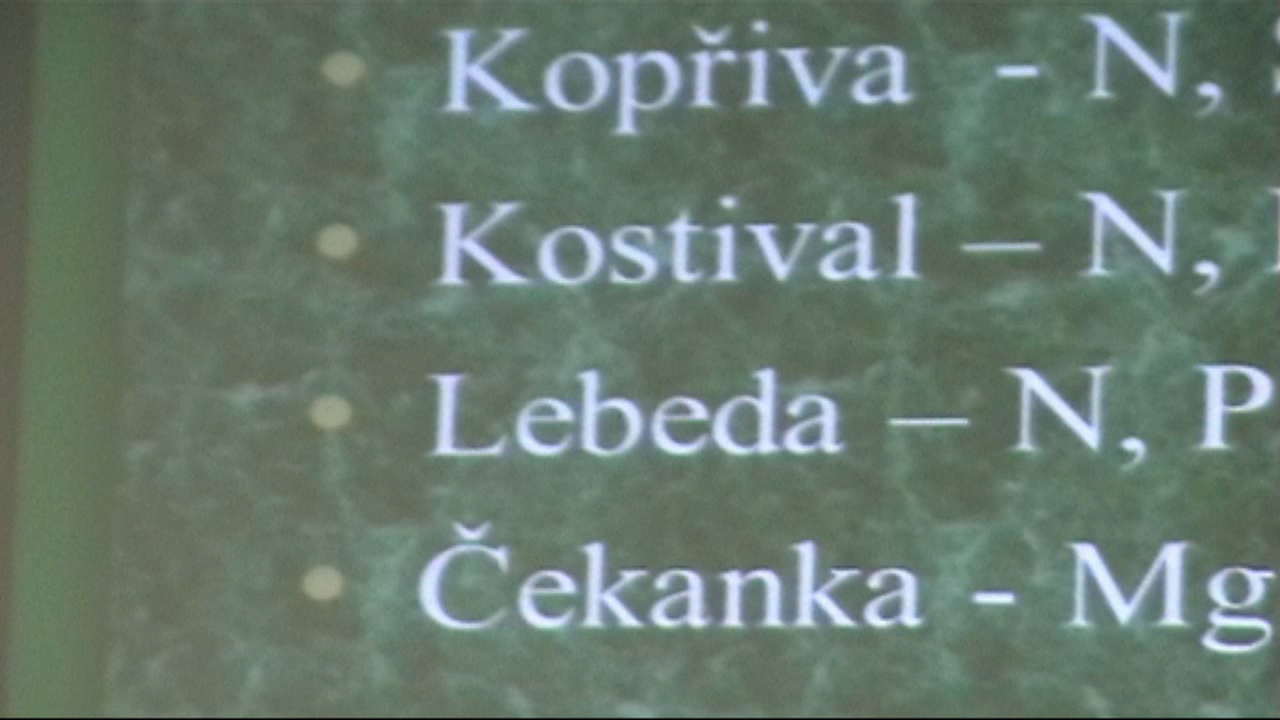 Kopřiva - N,
Kostival – N,
Lebeda – N, P
Čekanka - Mg